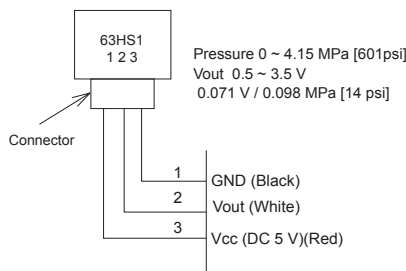 63HS1
1 2 3
Pressure 0 ~ 4.15 MPa [601psi]
Vout 0.5 ~ 3.5 V
0.071 V / 0.098 MPa [14 psi]
Connector
1
GND (Black)
2
Vout (White)
3
Vcc (DC 5 V)(Red)